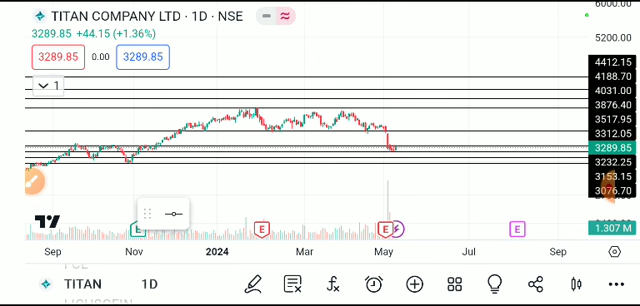 TITAN COMPANY LTD · 1D · NSE
3289.85 +44.15 (+1.36%)
3289.85 0.00 3289.85
1
6000.00
5200.00
4412.15
4188.70
4031.00
3876.40
3517.95
3312.05
3289.85
3232.25
3153.15
3076.70
1.307 M
E E E E
Sep Nov 2024 Mar May Jul Sep
TITAN 1D